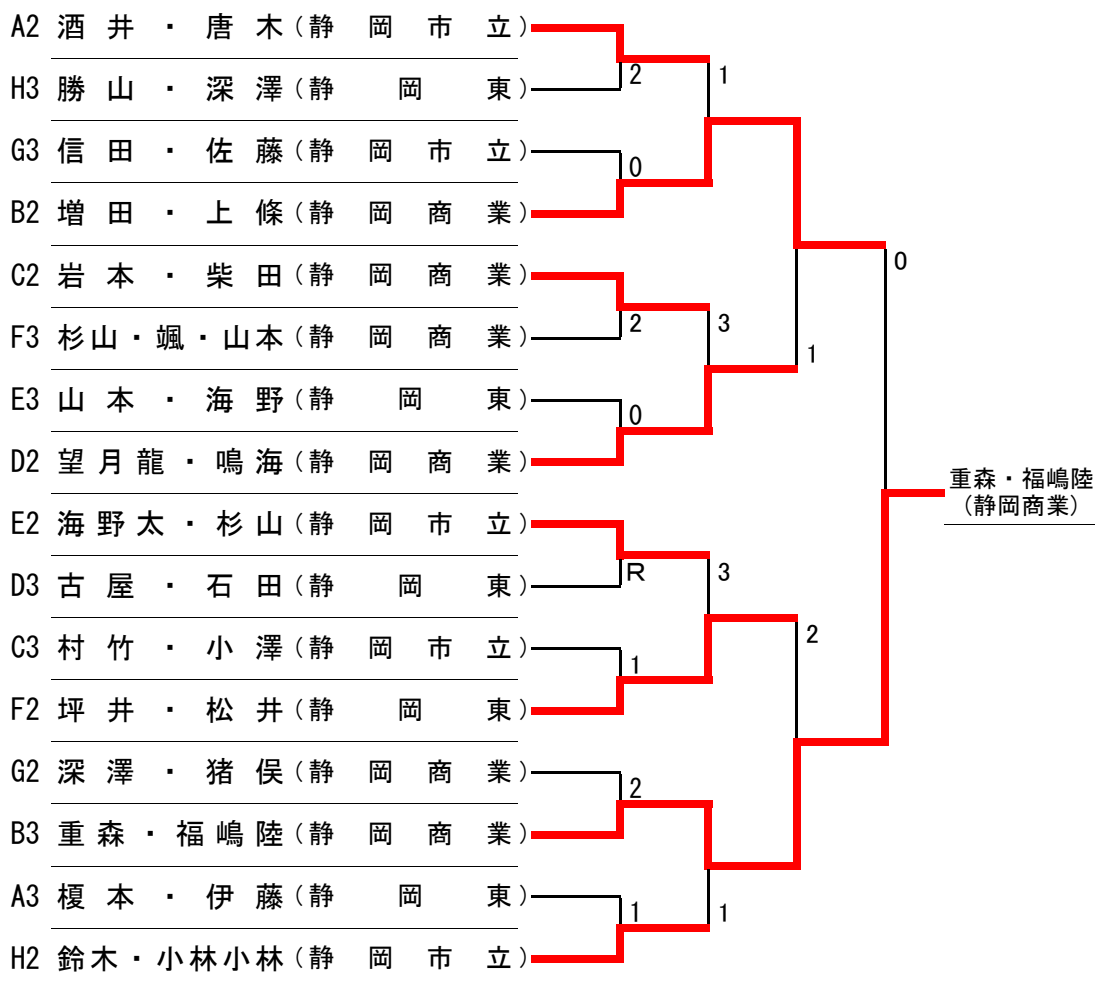 A2 酒井・唐木(静岡市立)
2
1
H3 勝山・深澤(静岡東)
G3 信田・佐藤(静岡市立)
0
B2 増田・上條(静岡商業)
0
C2 岩本・柴田(静岡商業)
2
3
F3 杉山・颯・山本(静岡商業)
1
E3 山本・海野(静岡東)
0
D2 望月龍・鳴海(静岡商業)
重森・福嶋陸
(静岡商業)
E2 海野太・杉山(静岡市立)
R
3
D3 古屋・石田(静岡東)
2
C3 村竹・小澤(静岡市立)
1
F2 坪井・松井(静岡東)
G2 深澤・猪俣(静岡商業)
2
B3 重森・福嶋陸(静岡商業)
A3 榎本・伊藤(静岡東)
1
1
H2 鈴木・小林小林(静岡市立)